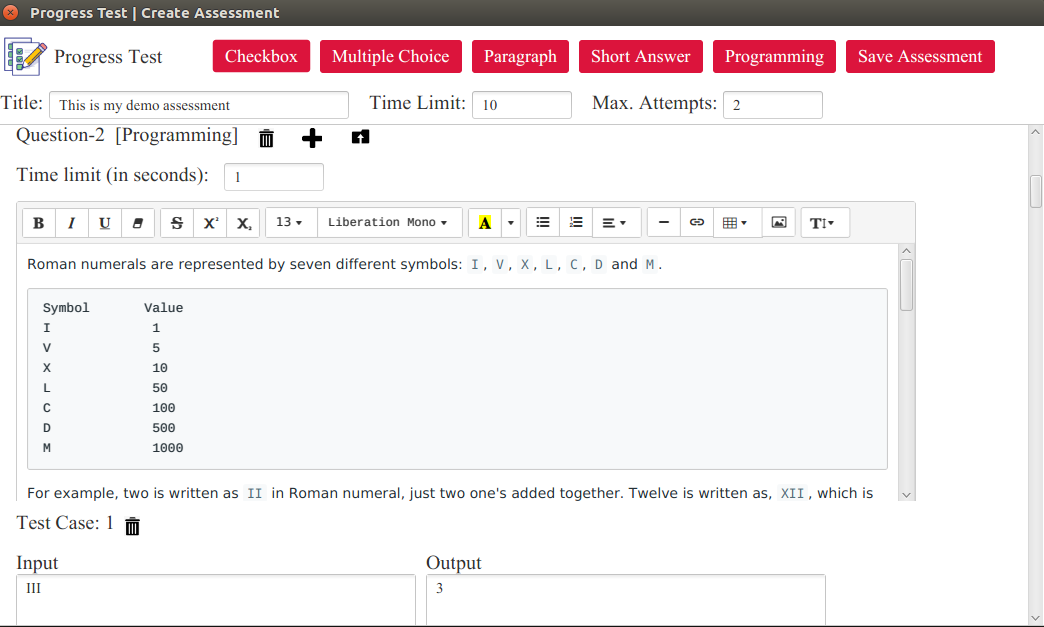 Progress Test | Create Assessment
Progress Test Checkbox Multiple Choice Paragraph Short Answer Programming Save Assessment
Title: This is my demo assessment Time Limit: 10 Max. Attempts: 2
Question-2 [Programming]
Time limit (in seconds): 1
B I U S X² X₂ 13 Liberation Mono A TI
Roman numerals are represented by seven different symbols: I, V, X, L, C, D and M.
Symbol Value
I 1
V 5
X 10
L 50
C 100
D 500
M 1000
For example, two is written as II in Roman numeral, just two one's added together. Twelve is written as, XII, which is
Test Case: 1
Input Output
III 3